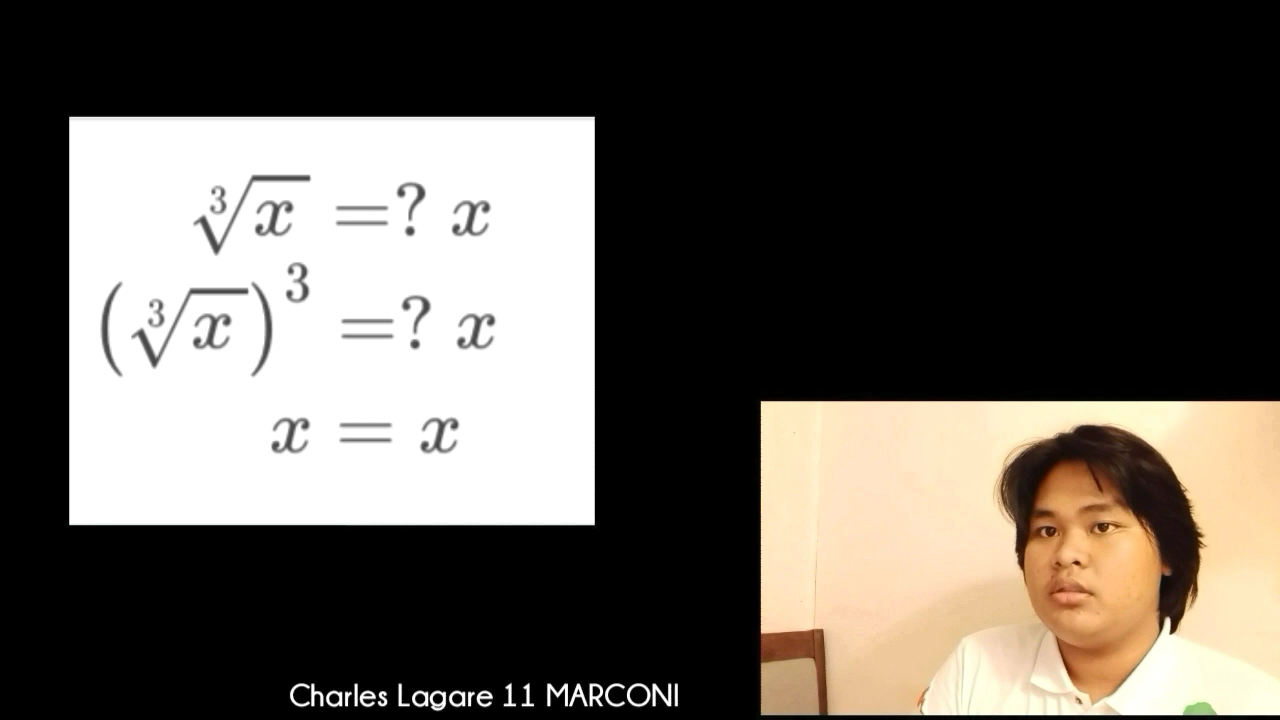 ∛x =? x
(∛x)³ =? x
x = x
Charles Lagare 11 MARCONI